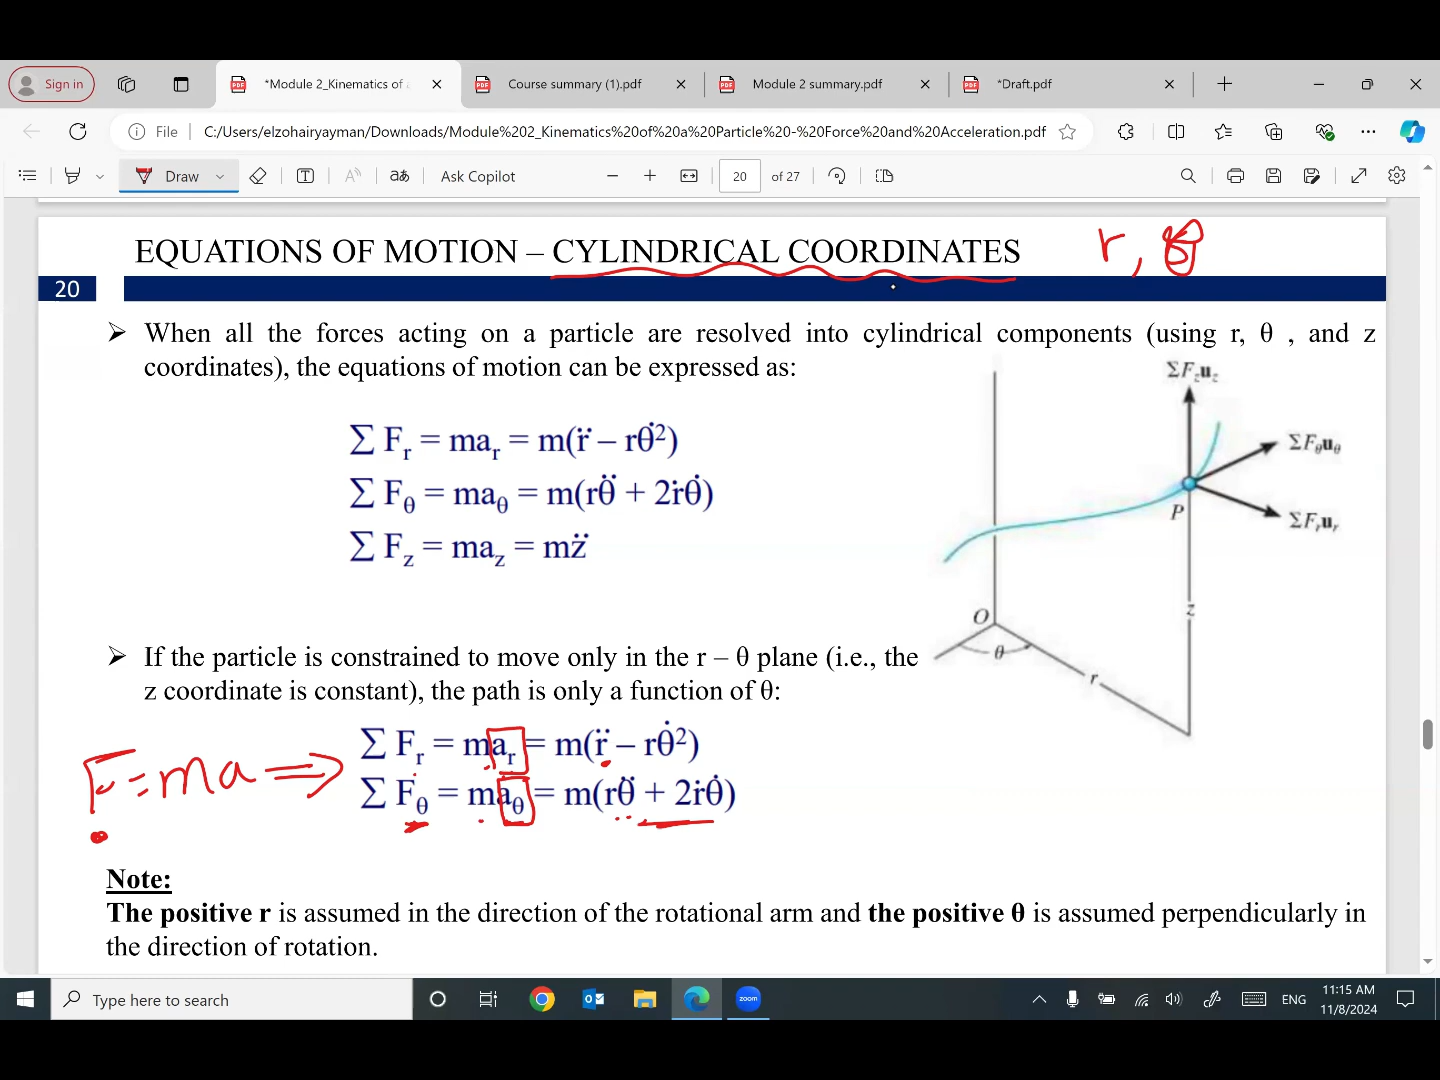 Sign in
*Module 2_Kinematics of a
Course summary (1).pdf
Module 2 summary.pdf
*Draft.pdf
File
C:/Users/elzohairyayman/Downloads/Module%202_Kinematics%20of%20a%20Particle%20-%20Force%20and%20Acceleration.pdf
Draw
Ask Copilot
20 of 27
EQUATIONS OF MOTION – CYLINDRICAL COORDINATES
r, θ
20
➢ When all the forces acting on a particle are resolved into cylindrical components (using r, θ , and z
coordinates), the equations of motion can be expressed as:
∑ F_r = ma_r = m(r̈ – rθ̇²)
∑ F_θ = ma_θ = m(rθ̈ + 2ṙθ̇)
∑ F_z = ma_z = mz̈
ΣF_z u_z
ΣF_θ u_θ
P
ΣF_r u_r
z
O
θ
r
➢ If the particle is constrained to move only in the r – θ plane (i.e., the
z coordinate is constant), the path is only a function of θ:
F = ma ⇒
∑ F_r = ma_r = m(r̈ – rθ̇²)
∑ F_θ = ma_θ = m(rθ̈ + 2ṙθ̇)
Note:
The positive r is assumed in the direction of the rotational arm and the positive θ is assumed perpendicularly in
the direction of rotation.
Type here to search
zoom
ENG
11:15 AM
11/8/2024